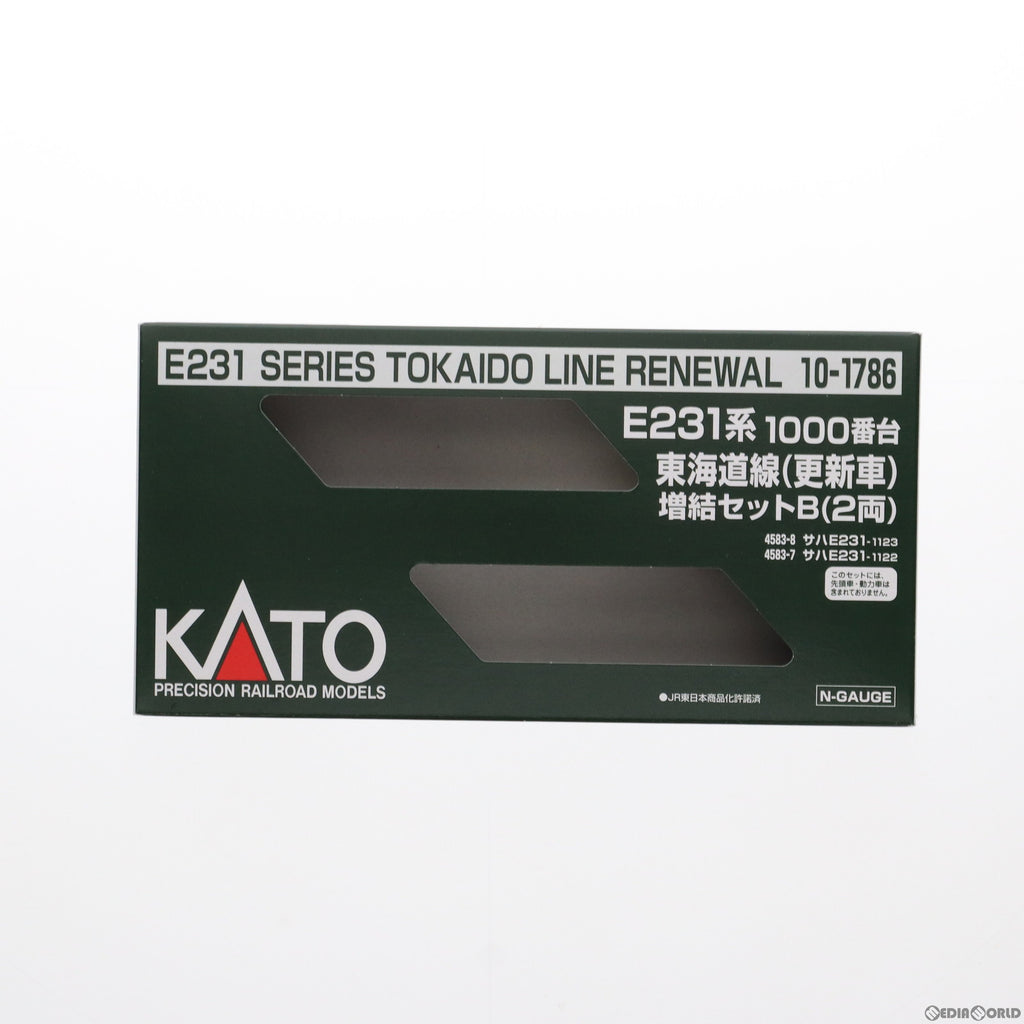 E231 SERIES TOKAIDO LINE RENEWAL 10-1786
E231系 1000番台
東海道線(更新車)
増結セットB(2両)
4583-8 サハE231-1123
4583-7 サハE231-1122
このセットには、
先頭車・動力車は
含まれておりません。
KATO
PRECISION RAILROAD MODELS
●JR東日本商品化許諾済
N-GAUGE
MEDIAWORLD